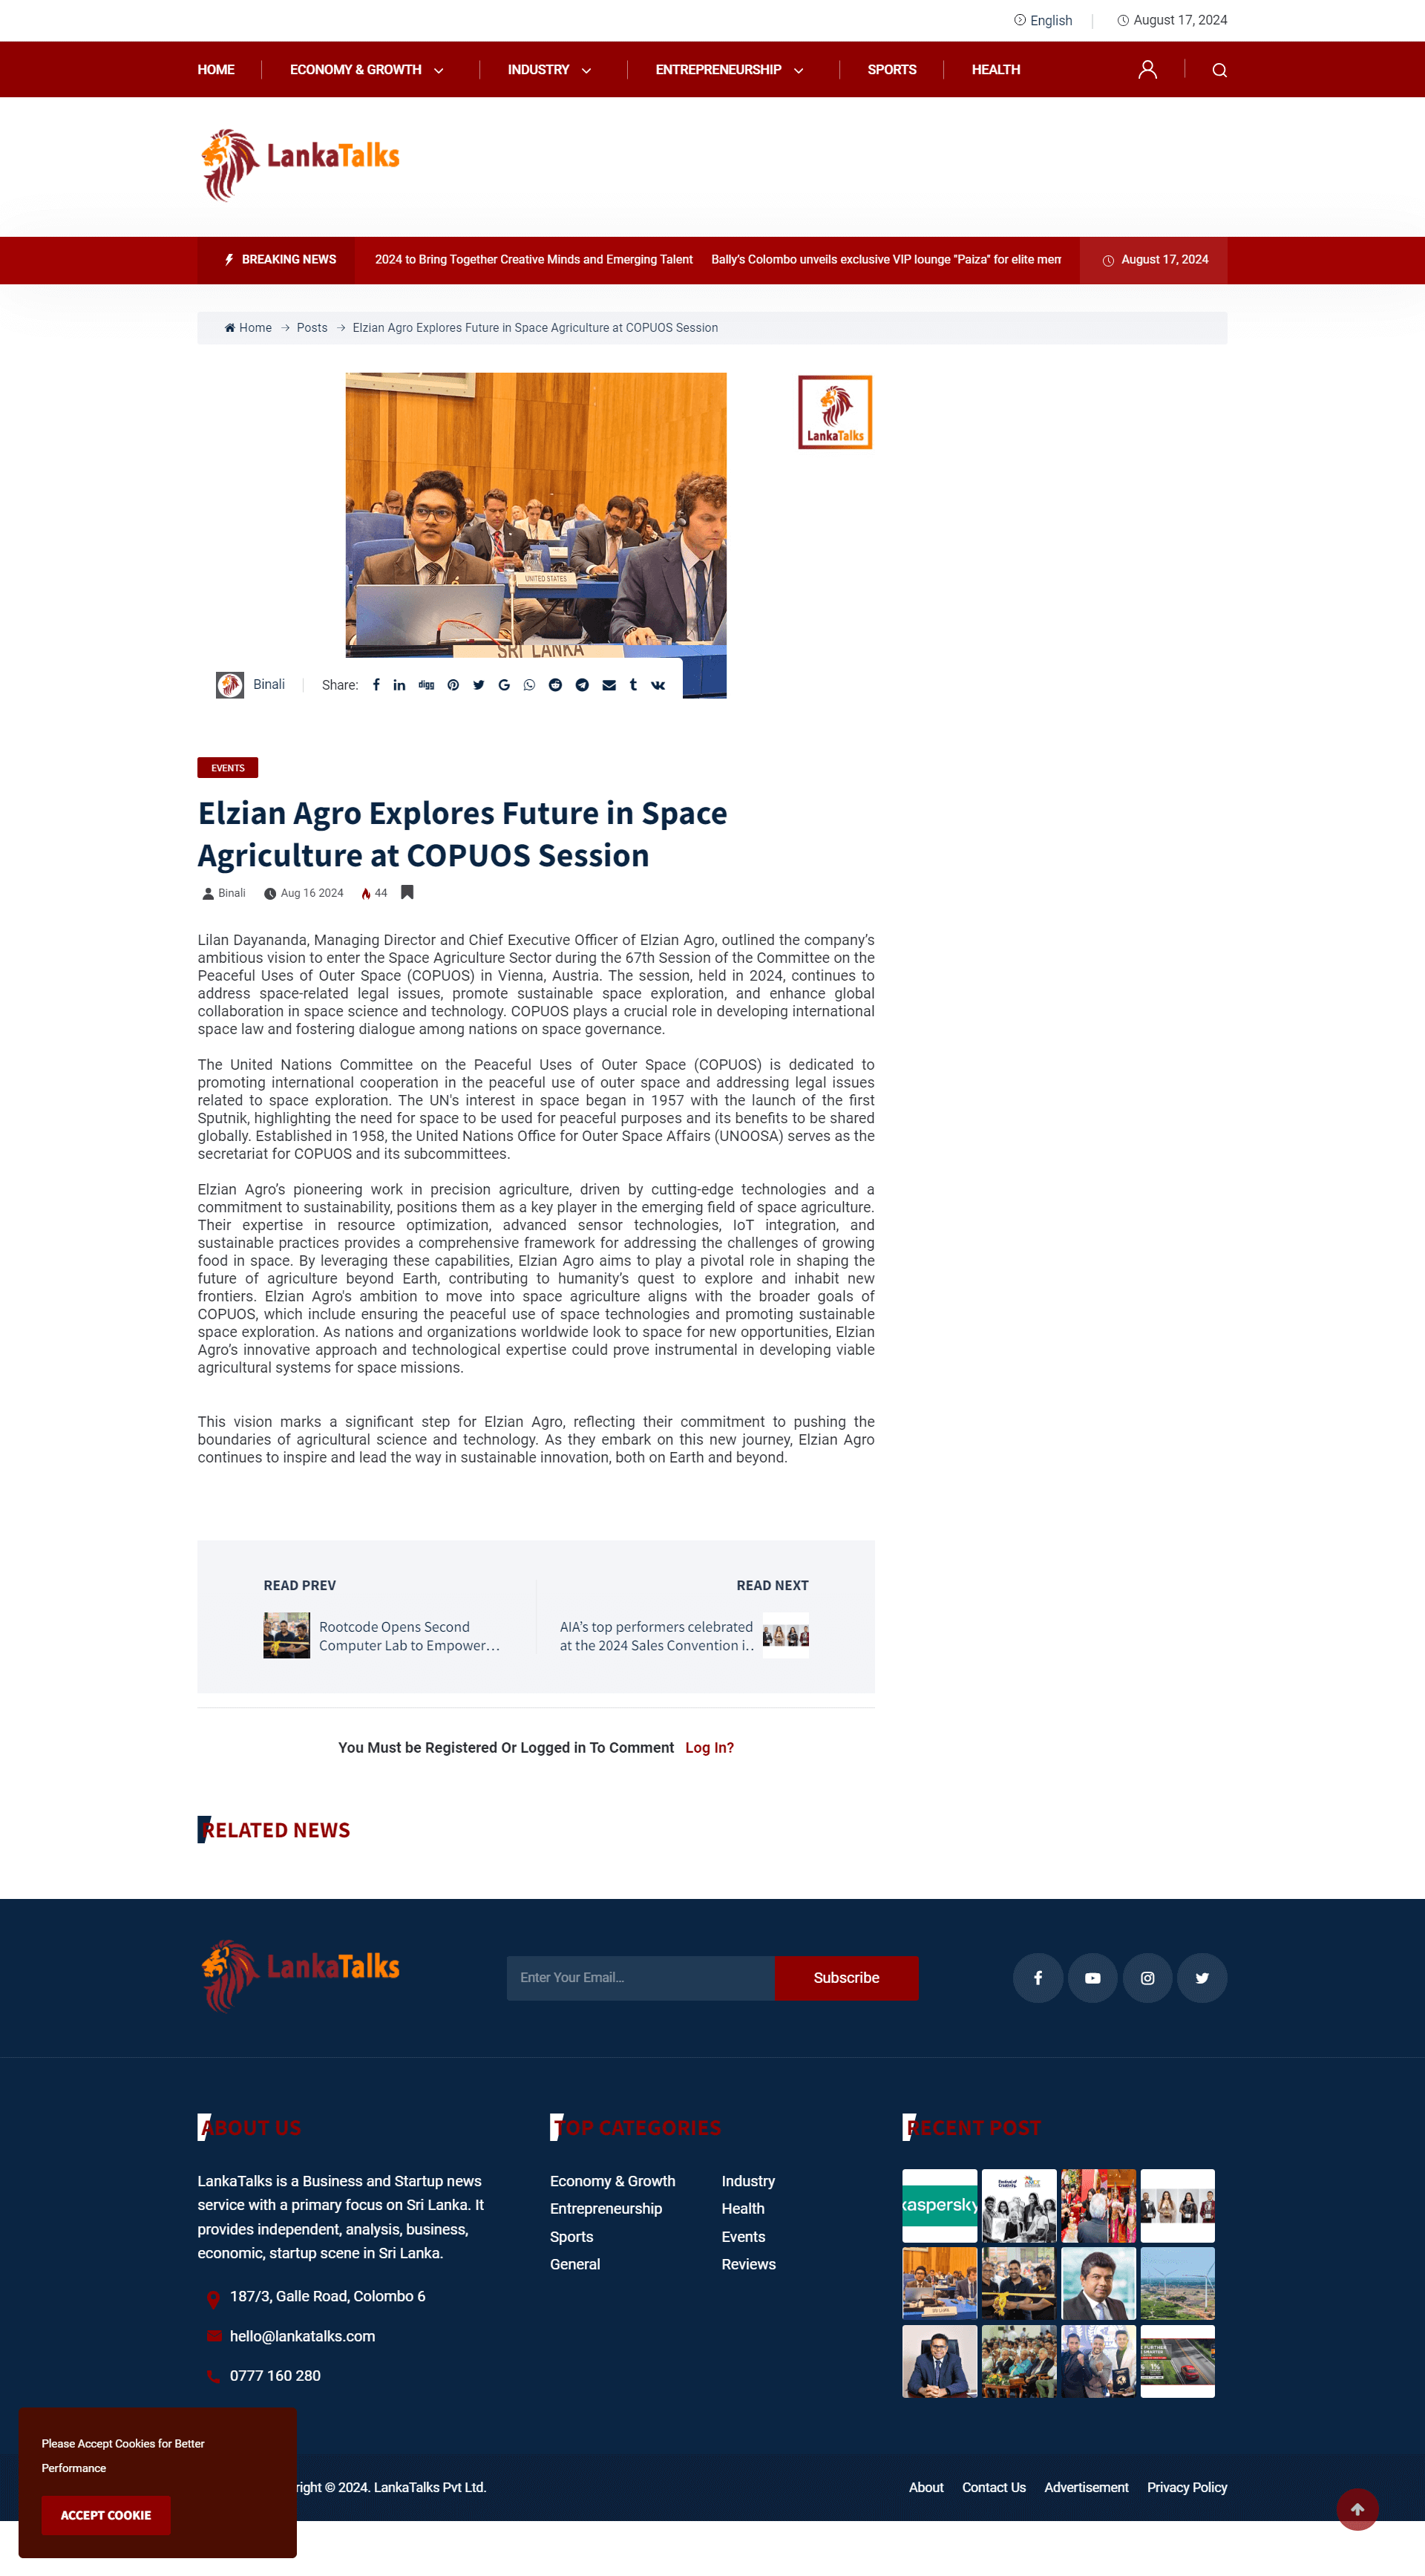 English
August 17, 2024
HOME
ECONOMY & GROWTH
INDUSTRY
ENTREPRENEURSHIP
SPORTS
HEALTH
LankaTalks
BREAKING NEWS
2024 to Bring Together Creative Minds and Emerging Talent
Bally's Colombo unveils exclusive VIP lounge "Paiza" for elite mem
August 17, 2024
Home
Posts
Elzian Agro Explores Future in Space Agriculture at COPUOS Session
LankaTalks
UNITED STATES
SRI LANKA
Binali
Share:
digg
EVENTS
Elzian Agro Explores Future in Space
Agriculture at COPUOS Session
Binali
Aug 16 2024
44
Lilan Dayananda, Managing Director and Chief Executive Officer of Elzian Agro, outlined the company’s
ambitious vision to enter the Space Agriculture Sector during the 67th Session of the Committee on the
Peaceful Uses of Outer Space (COPUOS) in Vienna, Austria. The session, held in 2024, continues to
address space-related legal issues, promote sustainable space exploration, and enhance global
collaboration in space science and technology. COPUOS plays a crucial role in developing international
space law and fostering dialogue among nations on space governance.
The United Nations Committee on the Peaceful Uses of Outer Space (COPUOS) is dedicated to
promoting international cooperation in the peaceful use of outer space and addressing legal issues
related to space exploration. The UN's interest in space began in 1957 with the launch of the first
Sputnik, highlighting the need for space to be used for peaceful purposes and its benefits to be shared
globally. Established in 1958, the United Nations Office for Outer Space Affairs (UNOOSA) serves as the
secretariat for COPUOS and its subcommittees.
Elzian Agro’s pioneering work in precision agriculture, driven by cutting-edge technologies and a
commitment to sustainability, positions them as a key player in the emerging field of space agriculture.
Their expertise in resource optimization, advanced sensor technologies, IoT integration, and
sustainable practices provides a comprehensive framework for addressing the challenges of growing
food in space. By leveraging these capabilities, Elzian Agro aims to play a pivotal role in shaping the
future of agriculture beyond Earth, contributing to humanity’s quest to explore and inhabit new
frontiers. Elzian Agro's ambition to move into space agriculture aligns with the broader goals of
COPUOS, which include ensuring the peaceful use of space technologies and promoting sustainable
space exploration. As nations and organizations worldwide look to space for new opportunities, Elzian
Agro’s innovative approach and technological expertise could prove instrumental in developing viable
agricultural systems for space missions.
This vision marks a significant step for Elzian Agro, reflecting their commitment to pushing the
boundaries of agricultural science and technology. As they embark on this new journey, Elzian Agro
continues to inspire and lead the way in sustainable innovation, both on Earth and beyond.
READ PREV
Rootcode Opens Second
Computer Lab to Empower...
READ NEXT
AIA’s top performers celebrated
at the 2024 Sales Convention i..
You Must be Registered Or Logged in To Comment Log In?
RELATED NEWS
LankaTalks
Enter Your Email...
Subscribe
ABOUT US
LankaTalks is a Business and Startup news
service with a primary focus on Sri Lanka. It
provides independent, analysis, business,
economic, startup scene in Sri Lanka.
187/3, Galle Road, Colombo 6
hello@lankatalks.com
0777 160 280
TOP CATEGORIES
Economy & Growth
Industry
Entrepreneurship
Health
Sports
Events
General
Reviews
RECENT POST
kaspersky
SRI LANKA
Please Accept Cookies for Better
Performance
ACCEPT COOKIE
right © 2024. LankaTalks Pvt Ltd.
About
Contact Us
Advertisement
Privacy Policy